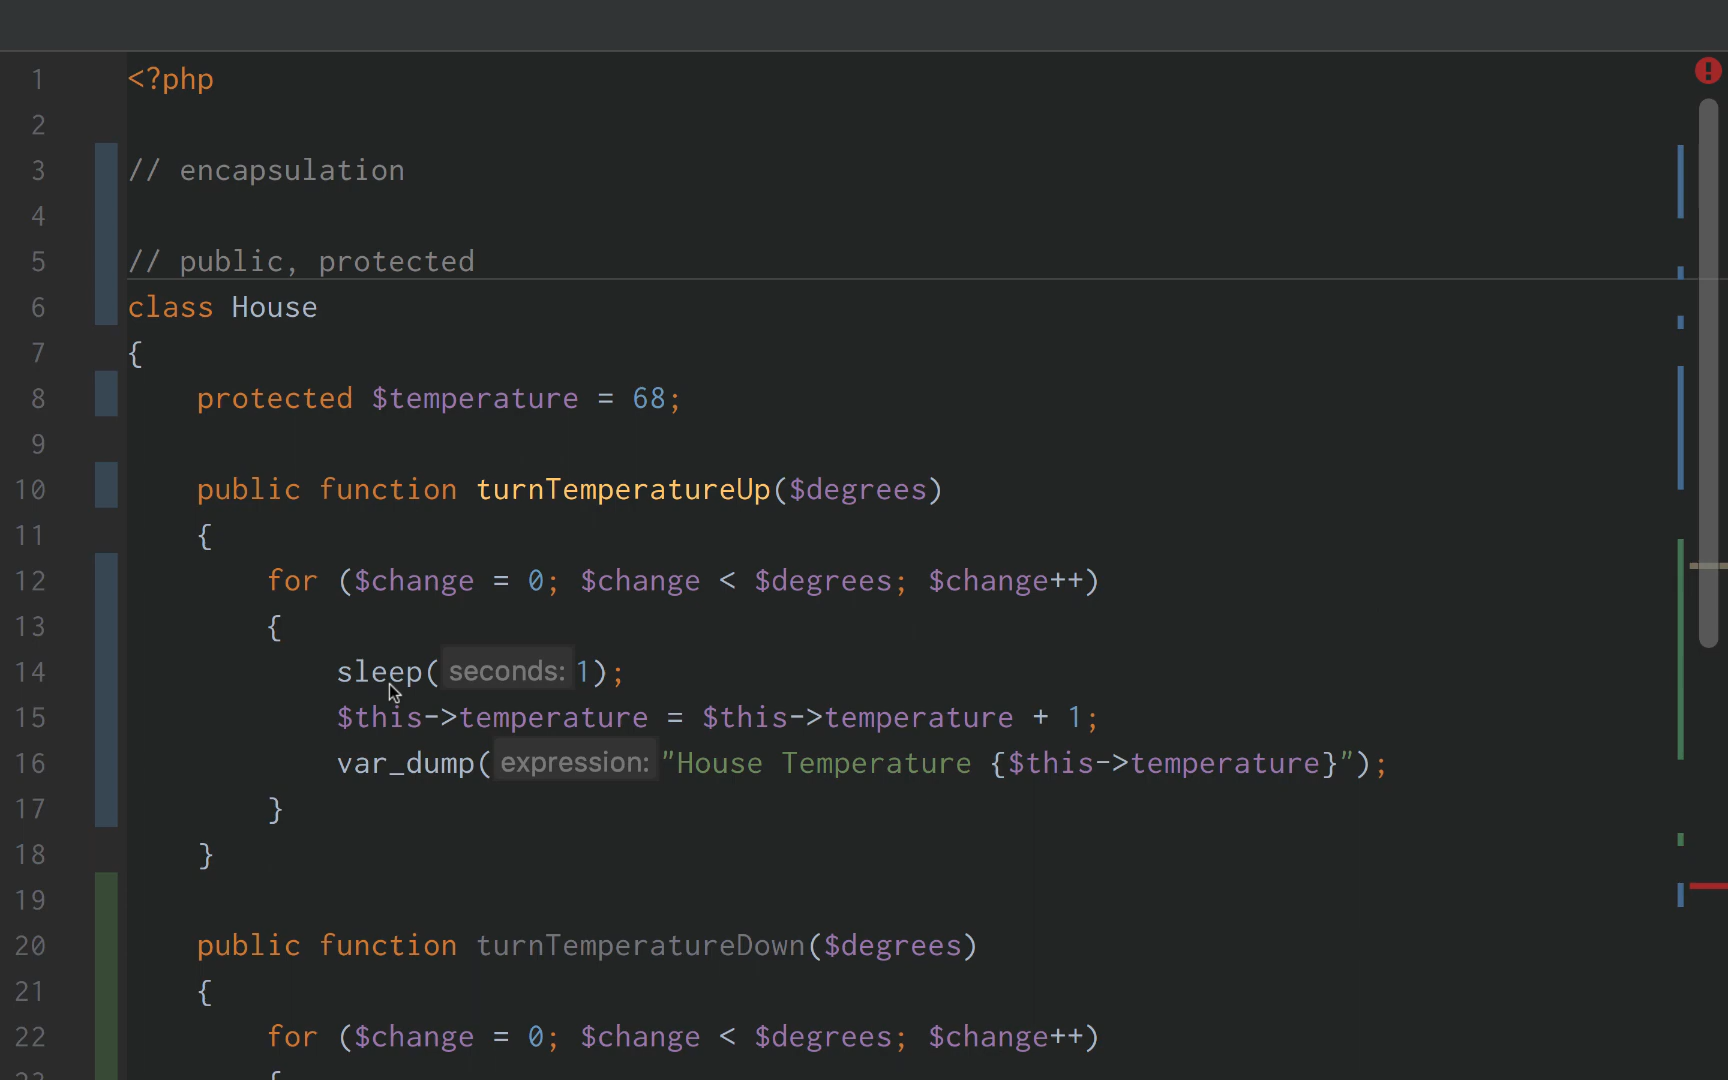 1 <?php
2
3 // encapsulation
4
5 // public, protected
6 class House
7 {
8 protected $temperature = 68;
9
10 public function turnTemperatureUp($degrees)
11 {
12 for ($change = 0; $change < $degrees; $change++)
13 {
14 sleep( seconds: 1);
15 $this->temperature = $this->temperature + 1;
16 var_dump( expression: "House Temperature {$this->temperature}");
17 }
18 }
19
20 public function turnTemperatureDown($degrees)
21 {
22 for ($change = 0; $change < $degrees; $change++)
23 {